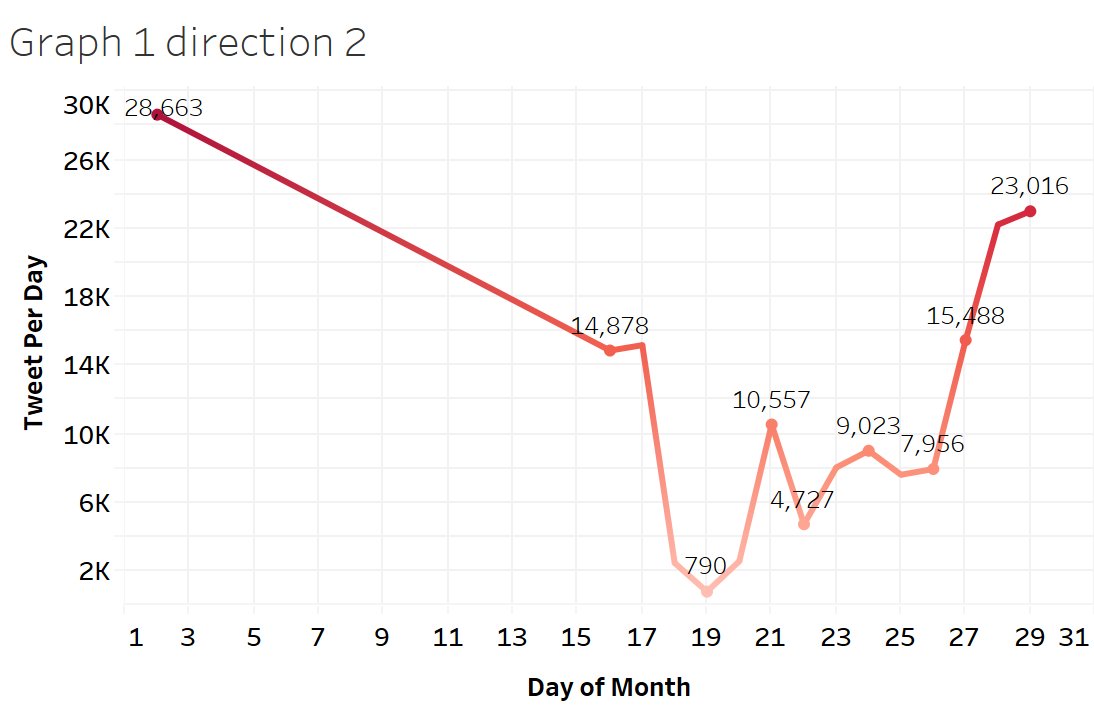 Graph 1 direction 2
30K
28,663
26K
23,016
22K
18K
15,488
14,878
14K
10,557
10K
9,023
7,956
6K
4,727
2K
790
Tweet Per Day
1 3 5 7 9 11 13 15 17 19 21 23 25 27 29 31
Day of Month